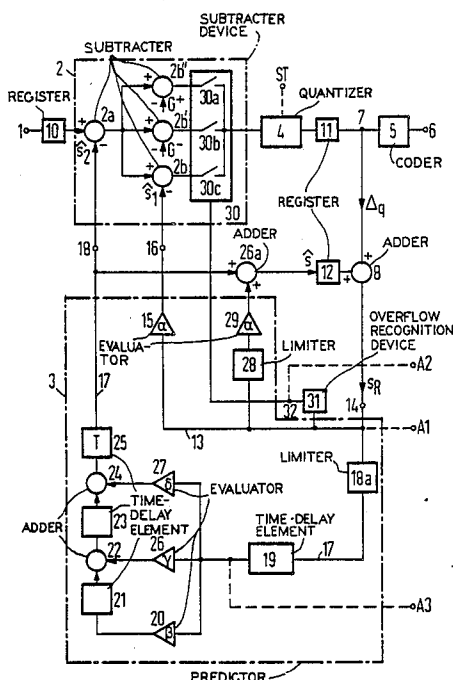 SUBTRACTER
SUBTRACTER
DEVICE
2
2b''
ST
REGISTER
2a
G+
30a
QUANTIZER
1
10
2b'
30b
4
11
7
5
6
ŝ2
G-
2b
30c
CODER
ŝ1
30
REGISTER
Δq
18
16
ADDER
26a
ŝ
12
8
ADDER
15
α
29
α
OVERFLOW
RECOGNITION
DEVICE
EVALUA-
TOR
28
LIMITER
31
A2
3
17
32
sR
14
13
A1
T
25
LIMITER
24
27
δ
EVALUATOR
18a
ADDER
23
TIME-
DELAY
ELEMENT
TIME-DELAY
ELEMENT
22
26
γ
19
17
21
20
β
A3
PREDICTOR